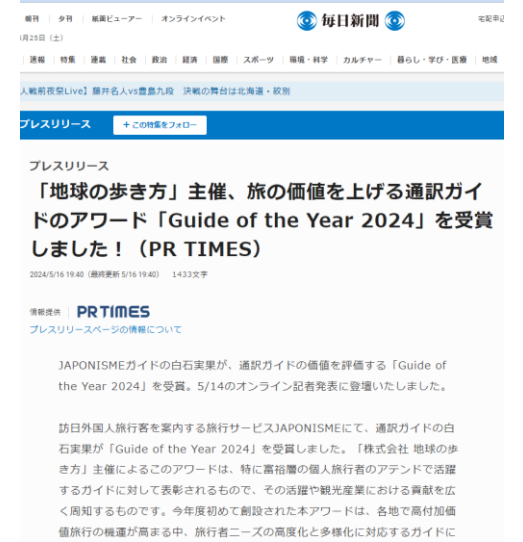 朝刊 夕刊 紙面ビューアー オンラインイベント
毎日新聞
宅配申
月25日（土）
速報 特集 連載 社会 政治 経済 国際 スポーツ 環境・科学 カルチャー 暮らし・学び・医療 地域
人戦前夜祭Live】藤井名人vs豊島九段 決戦の舞台は北海道・紋別
プレスリリース
+ この特集をフォロー
プレスリリース
「地球の歩き方」主催、旅の価値を上げる通訳ガイ
ドのアワード「Guide of the Year 2024」を受賞
しました！（PR TIMES）
2024/5/16 19:40（最終更新 5/16 19:40） 1433文字
情報提供 PR TIMES
プレスリリースページの情報について
JAPONISMEガイドの白石実果が、通訳ガイドの価値を評価する「Guide of
the Year 2024」を受賞。5/14のオンライン記者発表に登壇いたしました。
訪日外国人旅行客を案内する旅行サービスJAPONISMEにて、通訳ガイドの白
石実果が「Guide of the Year 2024」を受賞しました。「株式会社 地球の歩
き方」主催によるこのアワードは、特に富裕層の個人旅行者のアテンドで活躍
するガイドに対して表彰されるもので、その活躍や観光産業における貢献を広
く周知するものです。今年度初めて創設された本アワードは、各地で高付加価
値旅行の機運が高まる中、旅行者ニーズの高度化と多様化に対応するガイドに